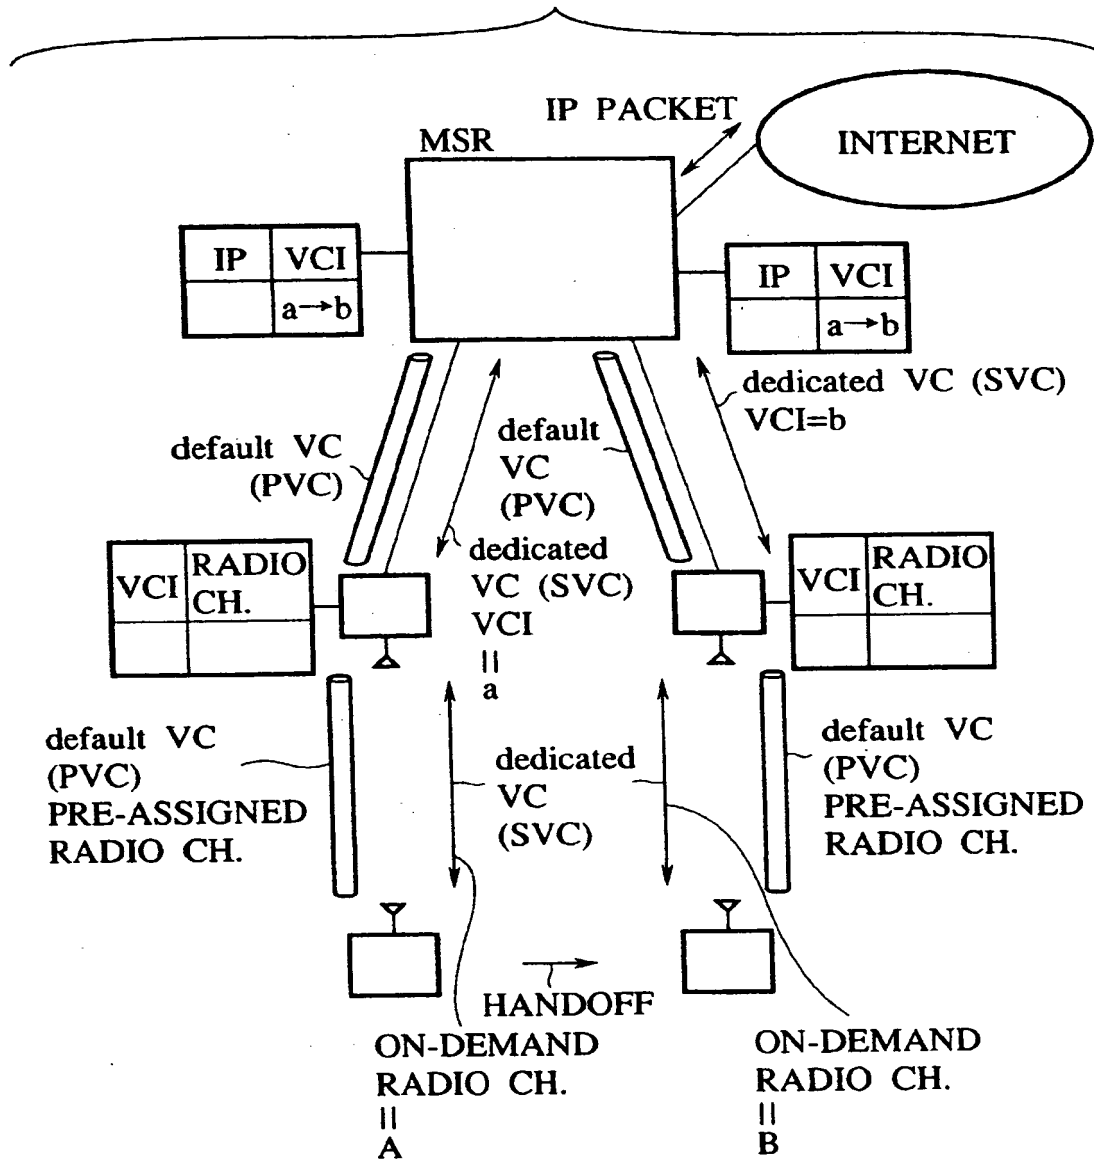 IP PACKET
MSR
INTERNET
IP VCI
a→b
IP VCI
a→b
dedicated VC (SVC)
VCI=b
default VC
(PVC)
default
VC
(PVC)
dedicated
VC (SVC)
VCI
=
a
VCI RADIO
CH.
VCI RADIO
CH.
default VC
(PVC)
PRE-ASSIGNED
RADIO CH.
dedicated
VC
(SVC)
default VC
(PVC)
PRE-ASSIGNED
RADIO CH.
HANDOFF
ON-DEMAND
RADIO CH.
=
A
ON-DEMAND
RADIO CH.
=
B